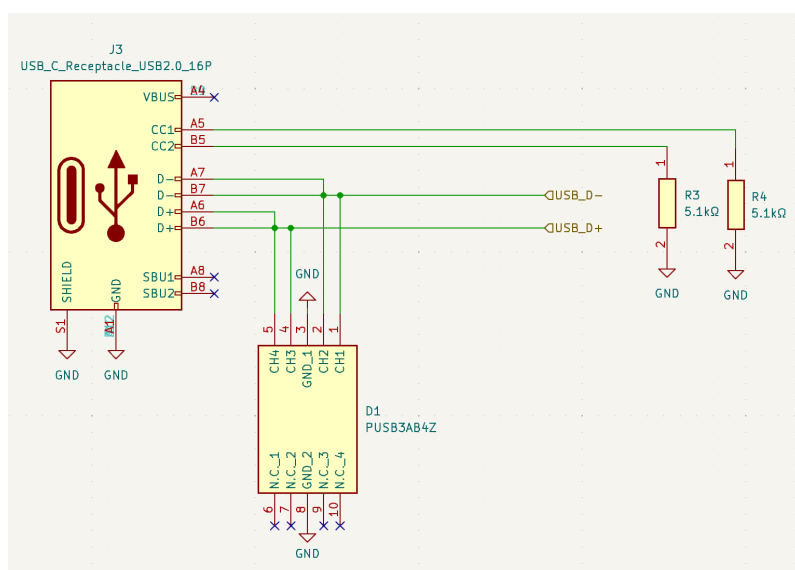 J3
USB_C_Receptacle_USB2.0_16P
VBUS A4
CC1 A5
CC2 B5
D- A7
D- B7
D+ A6
D+ B6
SBU1 A8
SBU2 B8
SHIELD
GND
S1
A1
GND
GND
USB_D-
USB_D+
1
R3
5.1kΩ
2
GND
1
R4
5.1kΩ
2
GND
GND
5 4 3 2 1
CH4 CH3 GND_1 CH2 CH1
D1
PUSB3AB4Z
N.C._1 N.C._2 GND_2 N.C._3 N.C._4
6 7 8 9 10
GND